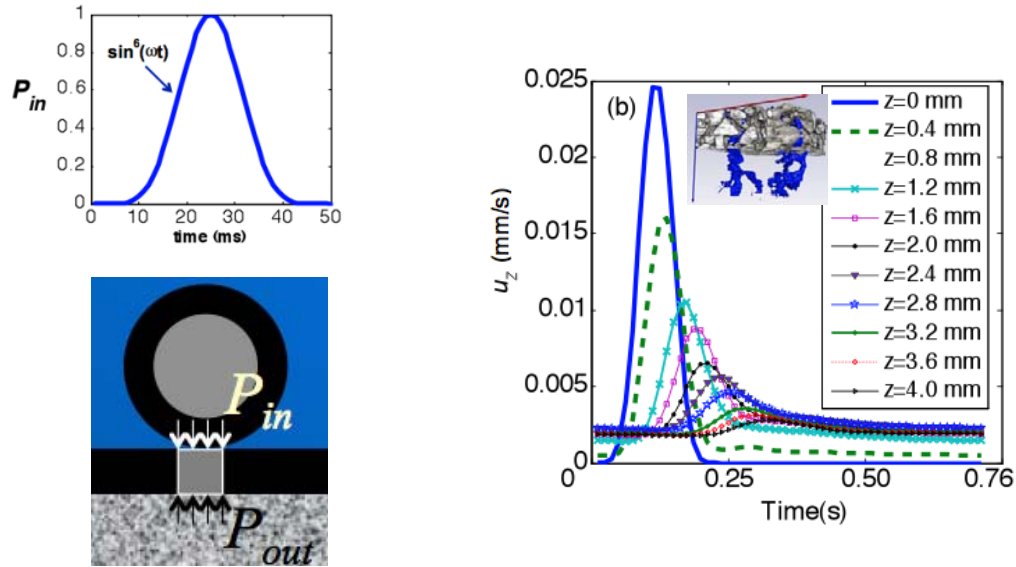 1
0.8
0.6
0.4
0.2
0
P_in
sin^6(ωt)
0 10 20 30 40 50
time (ms)
P_in
P_out
(b)
0.025
0.02
0.015
0.010
0.005
0
u_z (mm/s)
z=0 mm
z=0.4 mm
z=0.8 mm
z=1.2 mm
z=1.6 mm
z=2.0 mm
z=2.4 mm
z=2.8 mm
z=3.2 mm
z=3.6 mm
z=4.0 mm
0 0.25 0.50 0.76
Time(s)